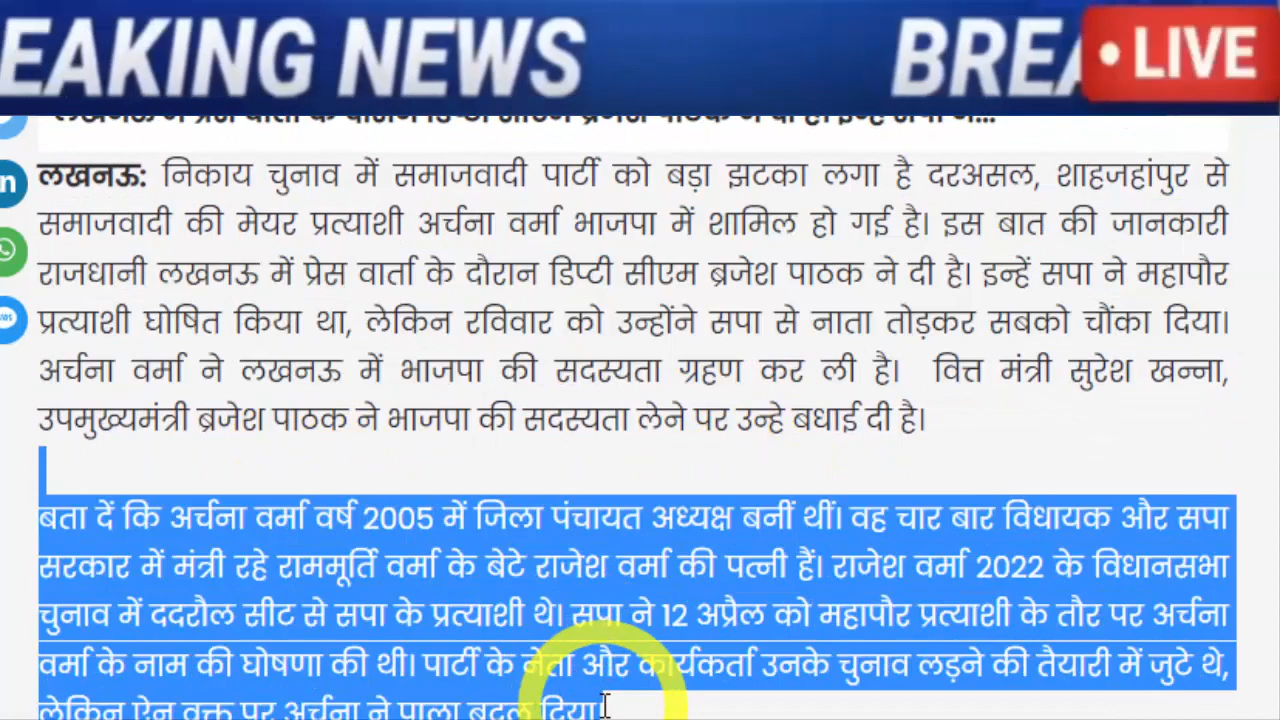 EAKING NEWS
BREA
LIVE
लखनऊ: निकाय चुनाव में समाजवादी पार्टी को बड़ा झटका लगा है दरअसल, शाहजहांपुर से
समाजवादी की मेयर प्रत्याशी अर्चना वर्मा भाजपा में शामिल हो गई है। इस बात की जानकारी
राजधानी लखनऊ में प्रेस वार्ता के दौरान डिप्टी सीएम ब्रजेश पाठक ने दी है। इन्हें सपा ने महापौर
प्रत्याशी घोषित किया था, लेकिन रविवार को उन्होंने सपा से नाता तोड़कर सबको चौंका दिया।
अर्चना वर्मा ने लखनऊ में भाजपा की सदस्यता ग्रहण कर ली है। वित्त मंत्री सुरेश खन्ना,
उपमुख्यमंत्री ब्रजेश पाठक ने भाजपा की सदस्यता लेने पर उन्हे बधाई दी है।
बता दें कि अर्चना वर्मा वर्ष 2005 में जिला पंचायत अध्यक्ष बनीं थीं। वह चार बार विधायक और सपा
सरकार में मंत्री रहे राममूर्ति वर्मा के बेटे राजेश वर्मा की पत्नी हैं। राजेश वर्मा 2022 के विधानसभा
चुनाव में ददरौल सीट से सपा के प्रत्याशी थे। सपा ने 12 अप्रैल को महापौर प्रत्याशी के तौर पर अर्चना
वर्मा के नाम की घोषणा की थी। पार्टी के नेता और कार्यकर्ता उनके चुनाव लड़ने की तैयारी में जुटे थे,
लेकिन ऐन वक्त पर अर्चना ने पाला बदल दिया।